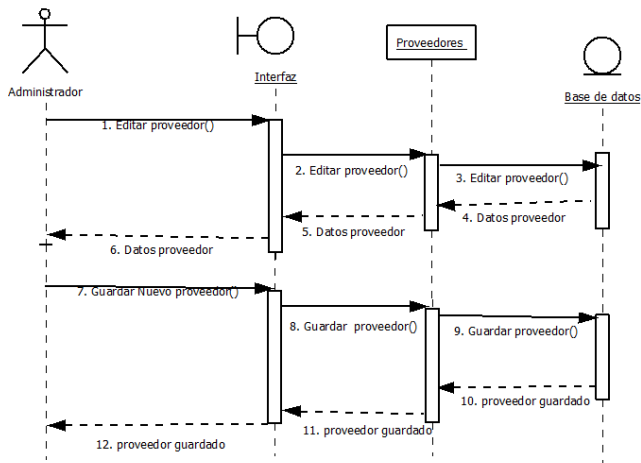 Proveedores
Interfaz
Administrador
Base de datos
1. Editar proveedor()
2. Editar proveedor()
3. Editar proveedor()
4. Datos proveedor
5. Datos proveedor
6. Datos proveedor
7. Guardar Nuevo proveedor()
8. Guardar proveedor()
9. Guardar proveedor()
10. proveedor guardado
11. proveedor guardado
12. proveedor guardado